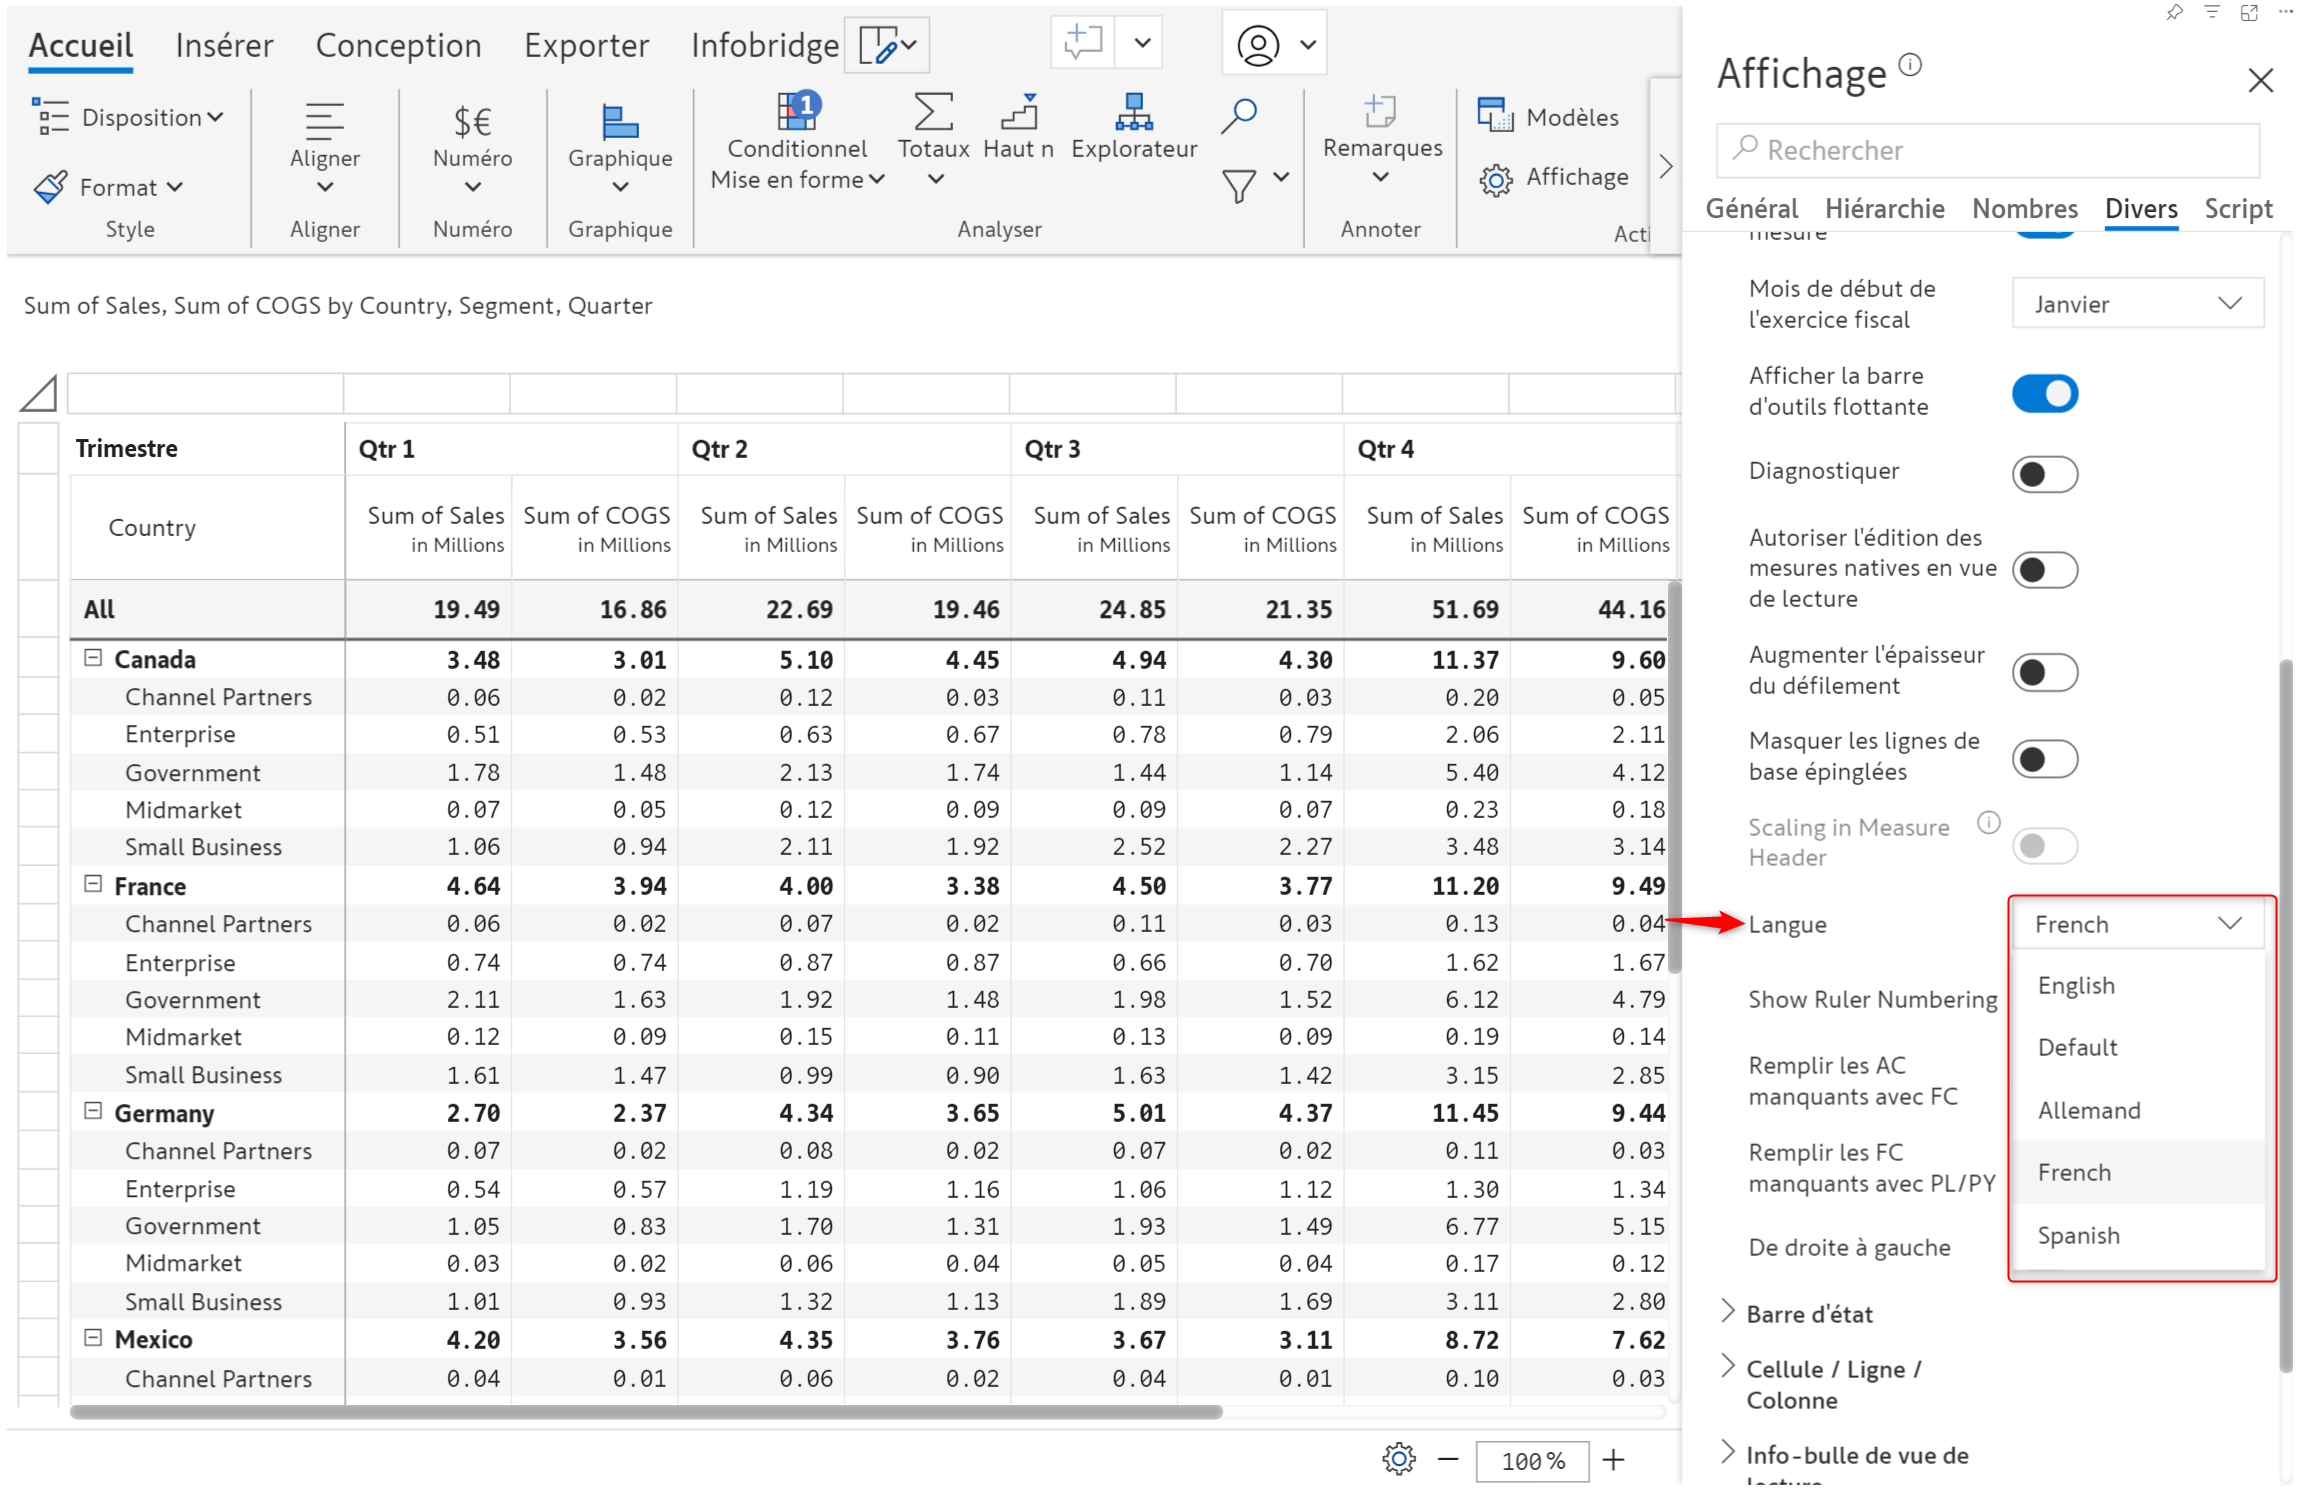 Accueil Insérer Conception Exporter Infobridge
Disposition
Format
Style
Aligner
Aligner
$€
Numéro
Numéro
Graphique
Graphique
1
Conditionnel
Mise en forme
Totaux
Haut n
Explorateur
Analyser
Remarques
Annoter
Modèles
Affichage
Acti
Sum of Sales, Sum of COGS by Country, Segment, Quarter
Trimestre Qtr 1 Qtr 2 Qtr 3 Qtr 4
Country Sum of Sales Sum of COGS Sum of Sales Sum of COGS Sum of Sales Sum of COGS Sum of Sales Sum of COGS
in Millions in Millions in Millions in Millions in Millions in Millions in Millions in Millions
All 19.49 16.86 22.69 19.46 24.85 21.35 51.69 44.16
Canada 3.48 3.01 5.10 4.45 4.94 4.30 11.37 9.60
Channel Partners 0.06 0.02 0.12 0.03 0.11 0.03 0.20 0.05
Enterprise 0.51 0.53 0.63 0.67 0.78 0.79 2.06 2.11
Government 1.78 1.48 2.13 1.74 1.44 1.14 5.40 4.12
Midmarket 0.07 0.05 0.12 0.09 0.09 0.07 0.23 0.18
Small Business 1.06 0.94 2.11 1.92 2.52 2.27 3.48 3.14
France 4.64 3.94 4.00 3.38 4.50 3.77 11.20 9.49
Channel Partners 0.06 0.02 0.07 0.02 0.11 0.03 0.13 0.04
Enterprise 0.74 0.74 0.87 0.87 0.66 0.70 1.62 1.67
Government 2.11 1.63 1.92 1.48 1.98 1.52 6.12 4.79
Midmarket 0.12 0.09 0.15 0.11 0.13 0.09 0.19 0.14
Small Business 1.61 1.47 0.99 0.90 1.63 1.42 3.15 2.85
Germany 2.70 2.37 4.34 3.65 5.01 4.37 11.45 9.44
Channel Partners 0.07 0.02 0.08 0.02 0.07 0.02 0.11 0.03
Enterprise 0.54 0.57 1.19 1.16 1.06 1.12 1.30 1.34
Government 1.05 0.83 1.70 1.31 1.93 1.49 6.77 5.15
Midmarket 0.03 0.02 0.06 0.04 0.05 0.04 0.17 0.12
Small Business 1.01 0.93 1.32 1.13 1.89 1.69 3.11 2.80
Mexico 4.20 3.56 4.35 3.76 3.67 3.11 8.72 7.62
Channel Partners 0.04 0.01 0.06 0.02 0.04 0.01 0.10 0.03
100 %
Affichage
Rechercher
Général Hiérarchie Nombres Divers Script
mesure
Mois de début de
l'exercice fiscal
Janvier
Afficher la barre
d'outils flottante
Diagnostiquer
Autoriser l'édition des
mesures natives en vue
de lecture
Augmenter l'épaisseur
du défilement
Masquer les lignes de
base épinglées
Scaling in Measure
Header
Langue
French
English
Default
Allemand
French
Spanish
Show Ruler Numbering
Remplir les AC
manquants avec FC
Remplir les FC
manquants avec PL/PY
De droite à gauche
Barre d'état
Cellule / Ligne /
Colonne
Info-bulle de vue de
lecture